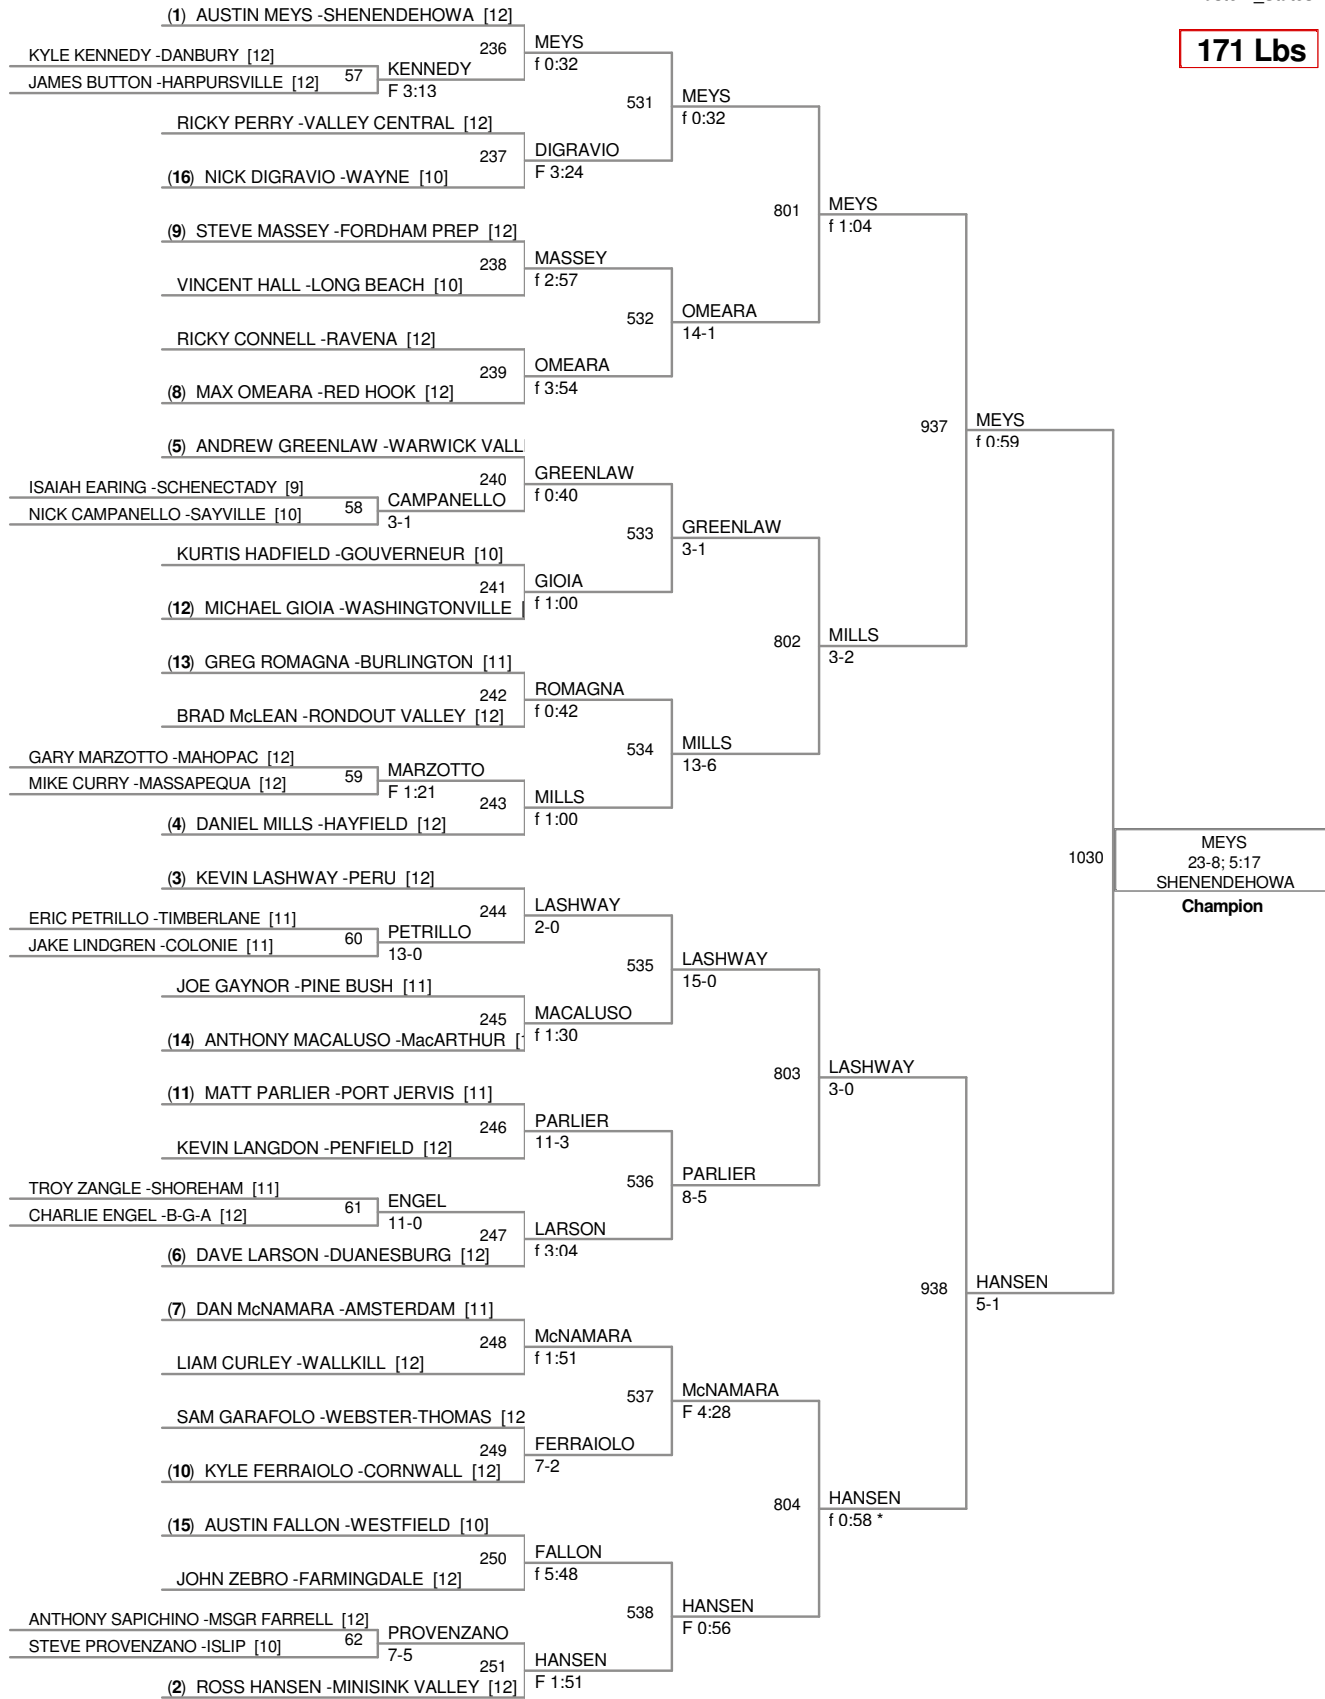 171 Lbs
(1) AUSTIN MEYS -SHENENDEHOWA [12]
236
MEYS
f 0:32
KYLE KENNEDY -DANBURY [12]
57
KENNEDY
F 3:13
JAMES BUTTON -HARPURSVILLE [12]
531
MEYS
f 0:32
RICKY PERRY -VALLEY CENTRAL [12]
237
DIGRAVIO
F 3:24
(16) NICK DIGRAVIO -WAYNE [10]
801
MEYS
f 1:04
(9) STEVE MASSEY -FORDHAM PREP [12]
238
MASSEY
f 2:57
VINCENT HALL -LONG BEACH [10]
532
OMEARA
14-1
RICKY CONNELL -RAVENA [12]
239
OMEARA
f 3:54
(8) MAX OMEARA -RED HOOK [12]
937
MEYS
f 0:59
(5) ANDREW GREENLAW -WARWICK VALL
240
GREENLAW
f 0:40
ISAIAH EARING -SCHENECTADY [9]
58
CAMPANELLO
3-1
NICK CAMPANELLO -SAYVILLE [10]
533
GREENLAW
3-1
KURTIS HADFIELD -GOUVERNEUR [10]
241
GIOIA
f 1:00
(12) MICHAEL GIOIA -WASHINGTONVILLE [
802
MILLS
3-2
(13) GREG ROMAGNA -BURLINGTON [11]
242
ROMAGNA
f 0:42
BRAD McLEAN -RONDOUT VALLEY [12]
534
MILLS
13-6
GARY MARZOTTO -MAHOPAC [12]
59
MARZOTTO
F 1:21
MIKE CURRY -MASSAPEQUA [12]
243
MILLS
f 1:00
(4) DANIEL MILLS -HAYFIELD [12]
1030
MEYS
23-8; 5:17
SHENENDEHOWA
Champion
(3) KEVIN LASHWAY -PERU [12]
244
LASHWAY
2-0
ERIC PETRILLO -TIMBERLANE [11]
60
PETRILLO
13-0
JAKE LINDGREN -COLONIE [11]
535
LASHWAY
15-0
JOE GAYNOR -PINE BUSH [11]
245
MACALUSO
f 1:30
(14) ANTHONY MACALUSO -MacARTHUR [1
803
LASHWAY
3-0
(11) MATT PARLIER -PORT JERVIS [11]
246
PARLIER
11-3
KEVIN LANGDON -PENFIELD [12]
536
PARLIER
8-5
TROY ZANGLE -SHOREHAM [11]
61
ENGEL
11-0
CHARLIE ENGEL -B-G-A [12]
247
LARSON
f 3:04
(6) DAVE LARSON -DUANESBURG [12]
938
HANSEN
5-1
(7) DAN McNAMARA -AMSTERDAM [11]
248
McNAMARA
f 1:51
LIAM CURLEY -WALLKILL [12]
537
McNAMARA
F 4:28
SAM GARAFOLO -WEBSTER-THOMAS [12
249
FERRAIOLO
7-2
(10) KYLE FERRAIOLO -CORNWALL [12]
804
HANSEN
f 0:58 *
(15) AUSTIN FALLON -WESTFIELD [10]
250
FALLON
f 5:48
JOHN ZEBRO -FARMINGDALE [12]
538
HANSEN
F 0:56
ANTHONY SAPICHINO -MSGR FARRELL [12]
62
PROVENZANO
7-5
STEVE PROVENZANO -ISLIP [10]
251
HANSEN
F 1:51
(2) ROSS HANSEN -MINISINK VALLEY [12]